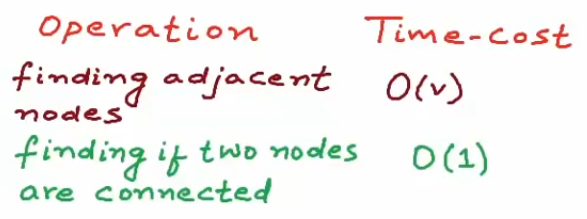 Operation Time-cost
finding adjacent nodes O(v)
finding if two nodes are connected O(1)